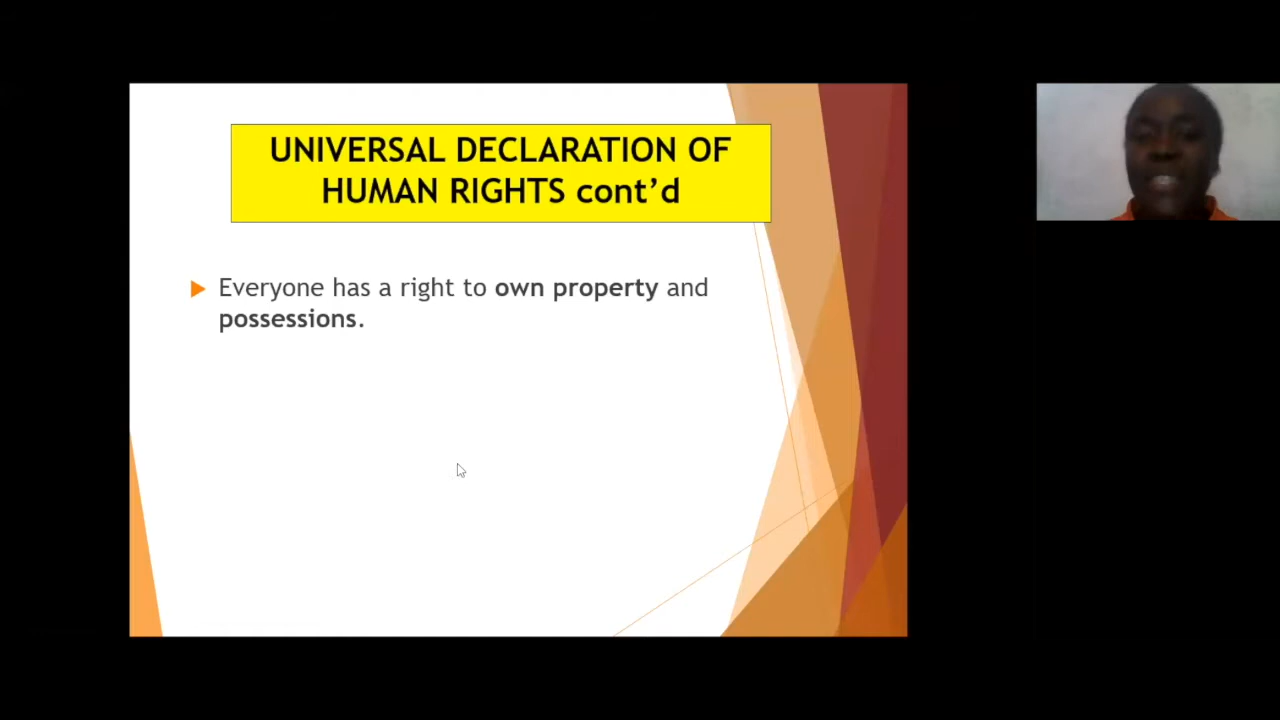 UNIVERSAL DECLARATION OF
HUMAN RIGHTS cont’d
Everyone has a right to own property and
possessions.